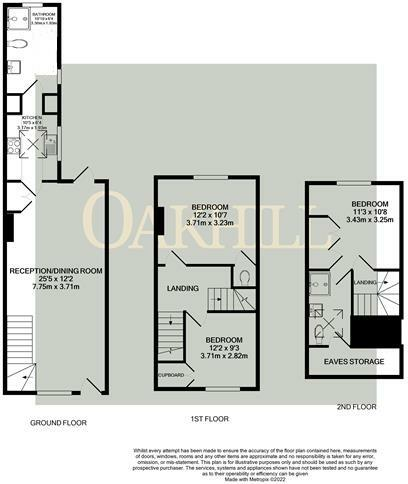 BATHROOM
10'10 x 6'4
3.30m x 1.93m
KITCHEN
10'5 x 6'4
3.17m x 1.93m
RECEPTION/DINING ROOM
25'5 x 12'2
7.75m x 3.71m
GROUND FLOOR
OAKHILL
BEDROOM
12'2 x 10'7
3.71m x 3.23m
LANDING
BEDROOM
12'2 x 9'3
3.71m x 2.82m
CUPBOARD
1ST FLOOR
BEDROOM
11'3 x 10'8
3.43m x 3.25m
LANDING
EAVES STORAGE
2ND FLOOR
Whilst every attempt has been made to ensure the accuracy of the floor plan contained here, measurements
of doors, windows, rooms and any other items are approximate and no responsibility is taken for any error,
omission, or mis-statement. This plan is for illustrative purposes only and should be used as such by any
prospective purchaser. The services, systems and appliances shown have not been tested and no guarantee
as to their operability or efficiency can be given
Made with Metropix ©2022